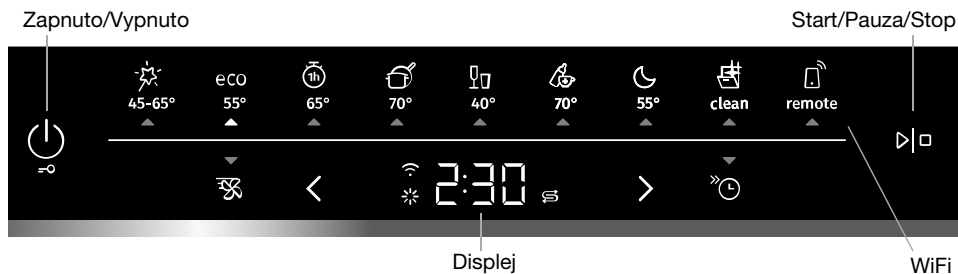 Zapnuto/Vypnuto Start/Pauza/Stop
eco 1h
45-65° 55° 65° 70° 40° 70° 55° clean remote
2:30
Displej WiFi